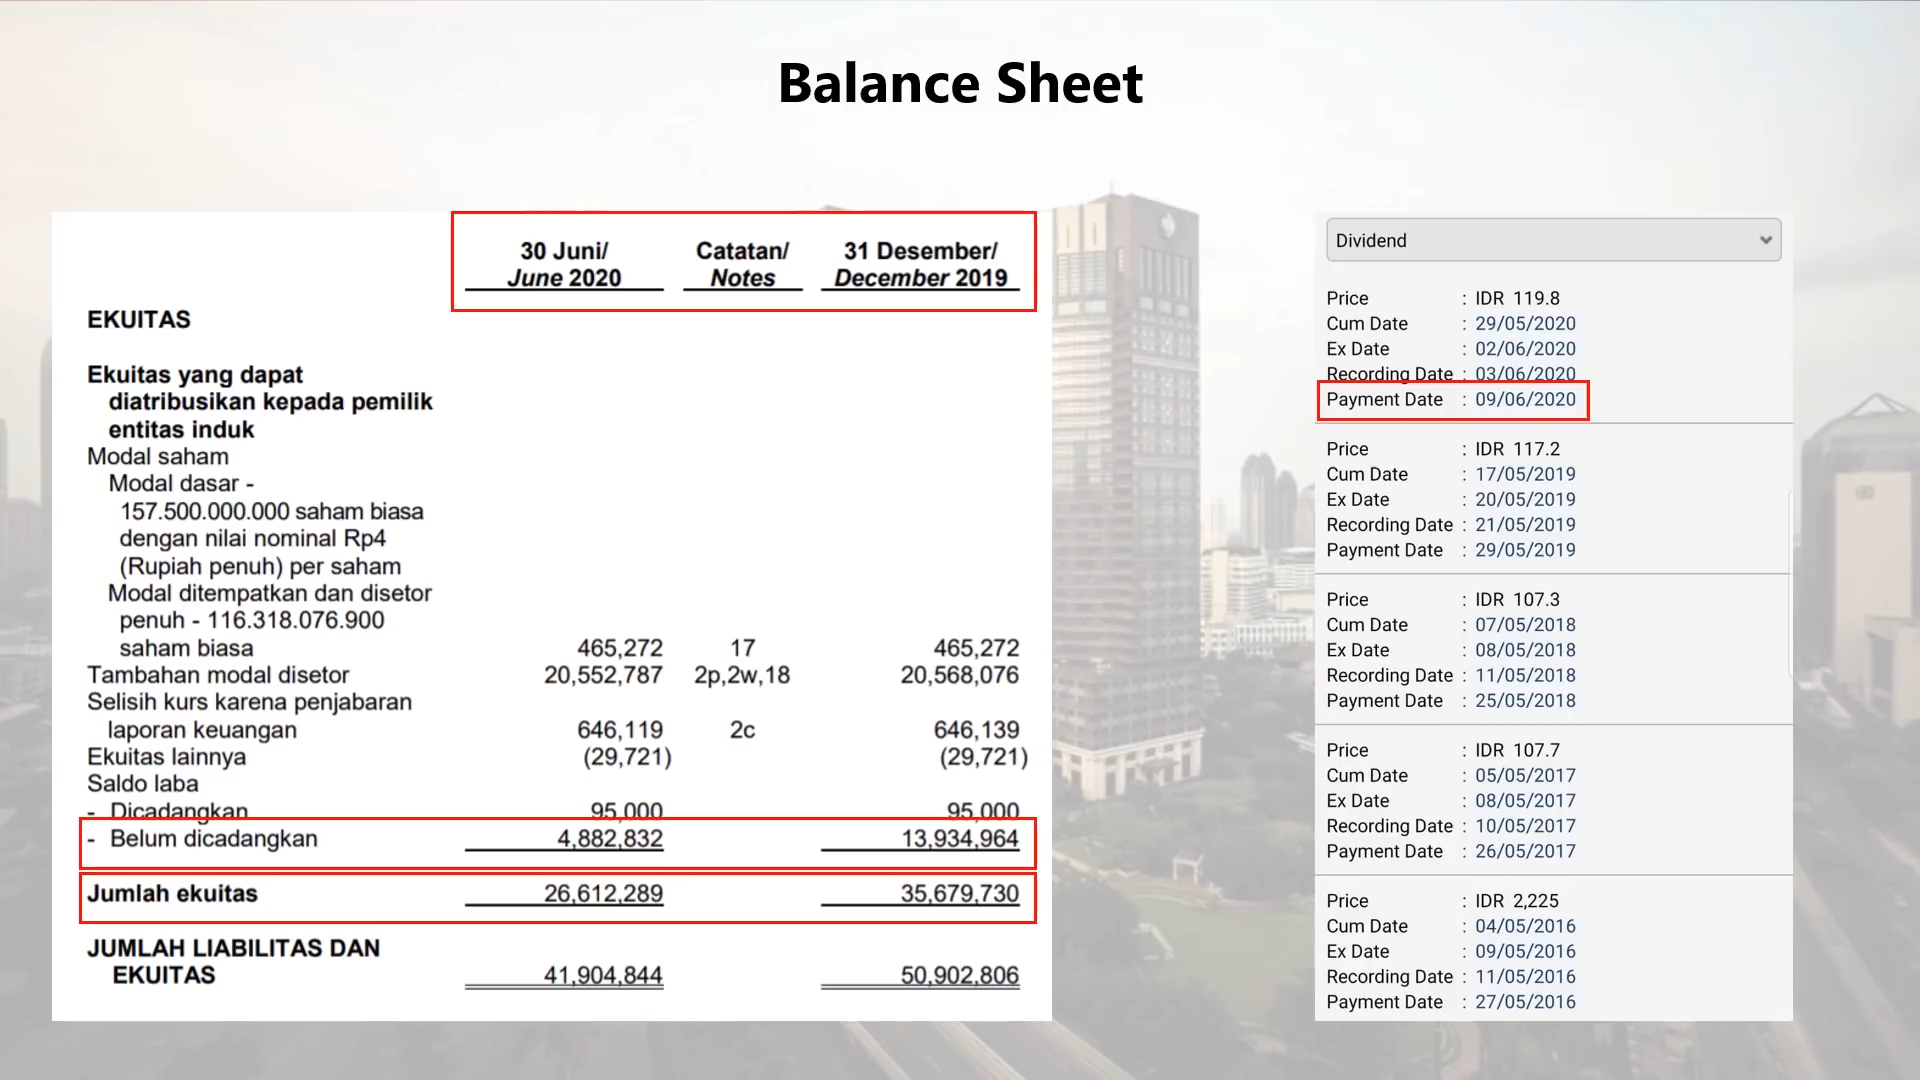 Balance Sheet
30 Juni/ Catatan/ 31 Desember/
June 2020 Notes December 2019
EKUITAS
Ekuitas yang dapat
diatribusikan kepada pemilik
entitas induk
Modal saham
Modal dasar -
157.500.000.000 saham biasa
dengan nilai nominal Rp4
(Rupiah penuh) per saham
Modal ditempatkan dan disetor
penuh - 116.318.076.900
saham biasa 465,272 17 465,272
Tambahan modal disetor 20,552,787 2p,2w,18 20,568,076
Selisih kurs karena penjabaran
laporan keuangan 646,119 2c 646,139
Ekuitas lainnya (29,721) (29,721)
Saldo laba
- Dicadangkan 95,000 95,000
- Belum dicadangkan 4,882,832 13,934,964
Jumlah ekuitas 26,612,289 35,679,730
JUMLAH LIABILITAS DAN
EKUITAS 41,904,844 50,902,806
Dividend
Price : IDR 119.8
Cum Date : 29/05/2020
Ex Date : 02/06/2020
Recording Date : 03/06/2020
Payment Date : 09/06/2020
Price : IDR 117.2
Cum Date : 17/05/2019
Ex Date : 20/05/2019
Recording Date : 21/05/2019
Payment Date : 29/05/2019
Price : IDR 107.3
Cum Date : 07/05/2018
Ex Date : 08/05/2018
Recording Date : 11/05/2018
Payment Date : 25/05/2018
Price : IDR 107.7
Cum Date : 05/05/2017
Ex Date : 08/05/2017
Recording Date : 10/05/2017
Payment Date : 26/05/2017
Price : IDR 2,225
Cum Date : 04/05/2016
Ex Date : 09/05/2016
Recording Date : 11/05/2016
Payment Date : 27/05/2016